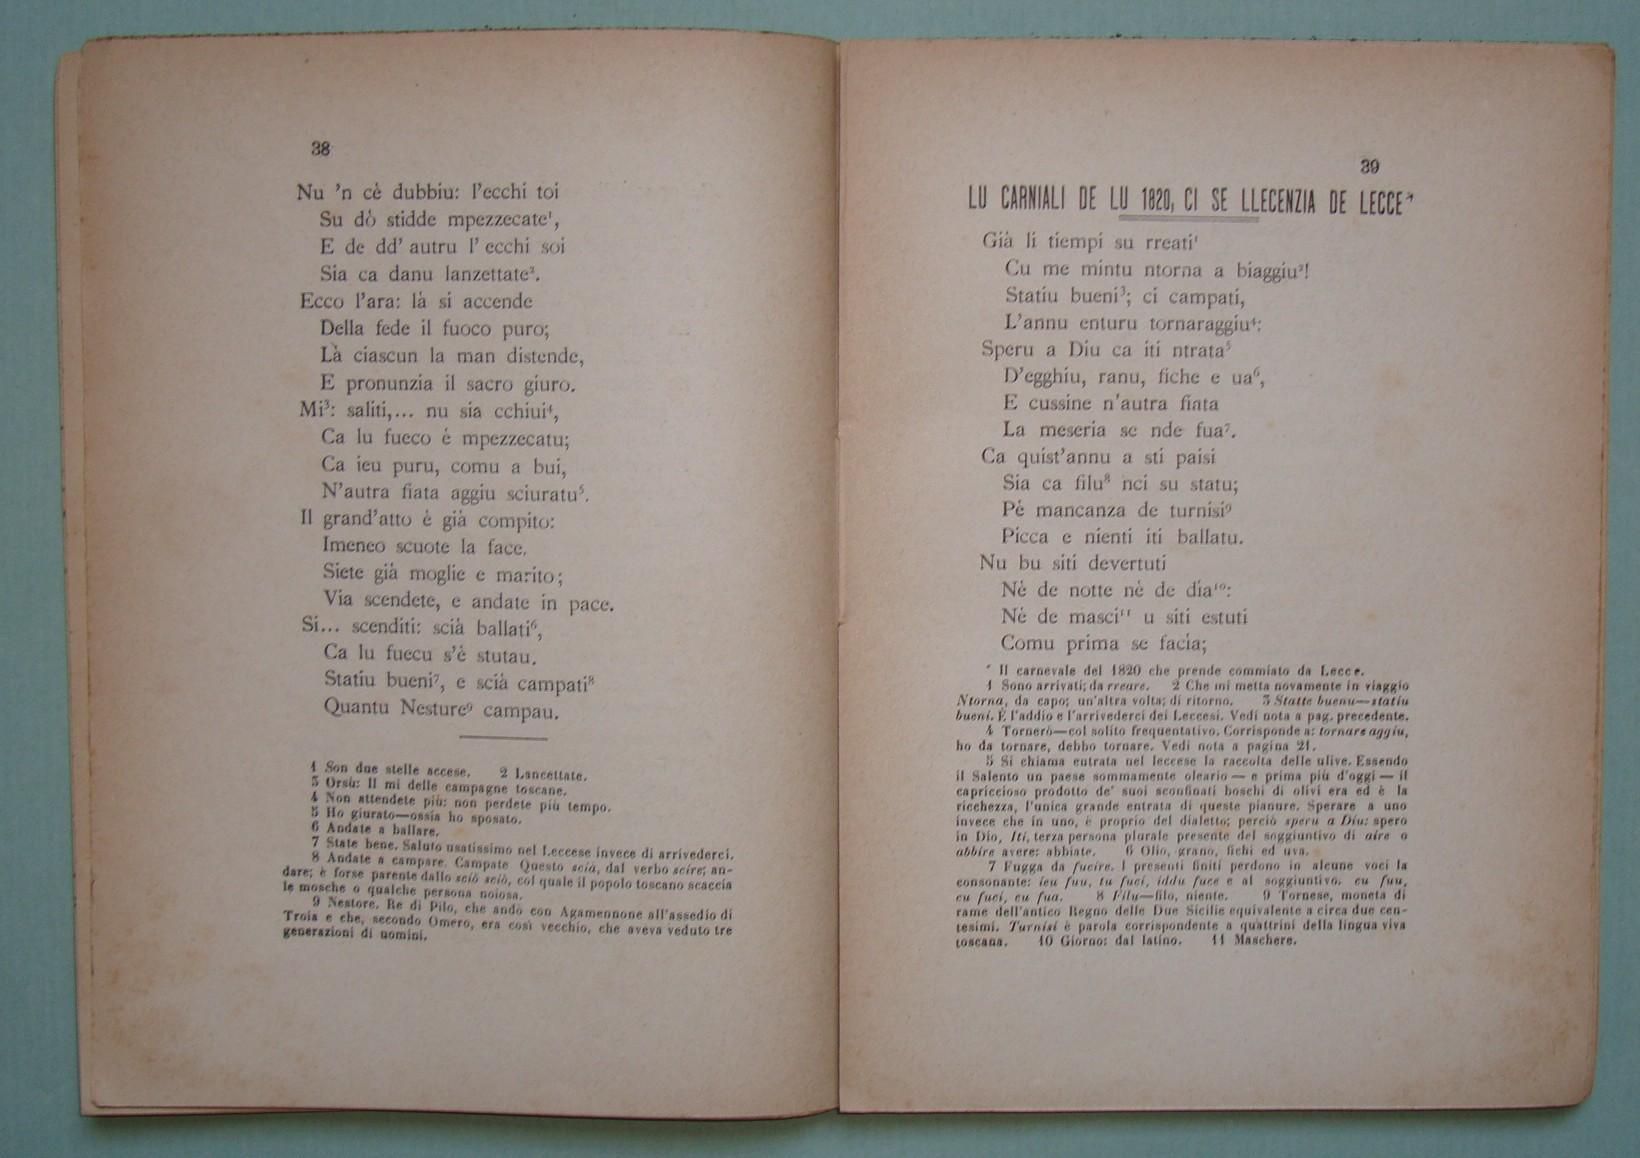 38
Nu 'n cè dubbiu: l'ecchi toi
Su dò stidde mpezzecate¹,
E de dd' autru l' ecchi soi
Sia ca danu lanzettate².
Ecco l'ara: là si accende
Della fede il fuoco puro;
Là ciascun la man distende,
E pronunzia il sacro giuro.
Mi³: saliti,... nu sia cchiui⁴,
Ca lu fueco è mpezzecatu;
Ca ieu puru, comu a bui,
N'autra fiata aggiu sciuratu⁵.
Il grand'atto è già compito:
Imeneo scuote la face.
Siete già moglie e marito;
Via scendete, e andate in pace.
Si... scenditi: scià ballati⁶,
Ca lu fuecu s'è stutau.
Statiu bueni⁷, e scià campati⁸
Quantu Nesture⁹ campau.
1 Son due stelle accese. 2 Lancettate.
3 Orsù: Il mi delle campagne toscane.
4 Non attendete più: non perdete più tempo.
5 Ho giurato—ossia ho sposato.
6 Andate a ballare.
7 State bene. Saluto usatissimo nel Leccese invece di arrivederci.
8 Andate a campare. Campate Questo scià, dal verbo scire; an-
dare; è forse parente dallo sciò sciò, col quale il popolo toscano scaccia
le mosche o qualche persona noiosa.
9 Nestore. Re di Pilo, che andò con Agamennone all'assedio di
Troia e che, secondo Omero, era così vecchio, che aveva veduto tre
generazioni di uomini.
39
LU CARNIALI DE LU 1820, CI SE LLECENZIA DE LECCE*
Già li tiempi su rreati¹
Cu me mintu ntorna a biaggiu²!
Statiu bueni³; ci campati,
L'annu enturu tornaraggiu⁴:
Speru a Diu ca iti ntrata⁵
D'egghiu, ranu, fiche e ua⁶,
E cussine n'autra fiata
La meseria se nde fua⁷.
Ca quist'annu a sti paisi
Sia ca filu⁸ nci su statu;
Pè mancanza de turnisi⁹
Picca e nienti iti ballatu.
Nu bu siti devertuti
Nè de notte nè de dia¹⁰:
Nè de masci¹¹ u siti estuti
Comu prima se facìa;
* Il carnevale del 1820 che prende commiato da Lecce.
1 Sono arrivati; da rreare. 2 Che mi metta novamente in viaggio
Ntorna, da capo; un'altra volta; di ritorno. 3 Statte buenu—statiu
bueni. È l'addio e l'arrivederci dei Leccesi. Vedi nota a pag. precedente.
4 Tornerò—col solito frequentativo. Corrisponde a: tornare aggiu,
ho da tornare, debbo tornare. Vedi nota a pagina 21.
5 Si chiama entrata nel leccese la raccolta delle ulive. Essendo
il Salento un paese sommamente oleario — e prima più d'oggi — il
capriccioso prodotto de' suoi sconfinati boschi di olivi era ed è la
ricchezza, l'unica grande entrata di queste pianure. Sperare a uno
invece che in uno, è proprio del dialetto; perciò speru a Diu: spero
in Dio, Iti, terza persona plurale presente del soggiuntivo di aire o
abbire avere: abbiate. 6 Olio, grano, fichi ed uva.
7 Fugga da fucire. I presenti finiti perdono in alcune voci la
consonante: ieu fuu, tu fuci, iddu fuce e al soggiuntivo. cu fuu,
cu fuci, cu fua. 8 Filu—filo, niente. 9 Tornese, moneta di
rame dell'antico Regno delle Due Sicilie equivalente a circa due cen-
tesimi. Turnisi è parola corrispondente a quattrini della lingua viva
toscana. 10 Giorno: dal latino. 11 Maschere.